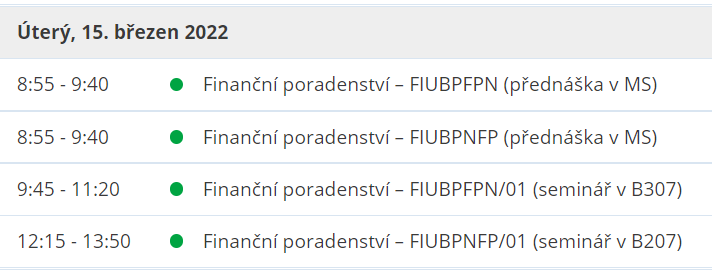 Úterý, 15. březen 2022
8:55 - 9:40 Finanční poradenství – FIUBPFPN (přednáška v MS)
8:55 - 9:40 Finanční poradenství – FIUBPNFP (přednáška v MS)
9:45 - 11:20 Finanční poradenství – FIUBPFPN/01 (seminář v B307)
12:15 - 13:50 Finanční poradenství – FIUBPNFP/01 (seminář v B207)